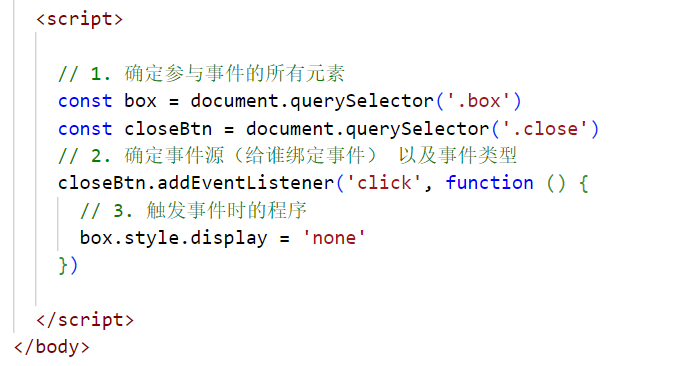 <script>
// 1. 确定参与事件的所有元素
const box = document.querySelector('.box')
const closeBtn = document.querySelector('.close')
// 2. 确定事件源（给谁绑定事件） 以及事件类型
closeBtn.addEventListener('click', function () {
// 3. 触发事件时的程序
box.style.display = 'none'
})
</script>
</body>